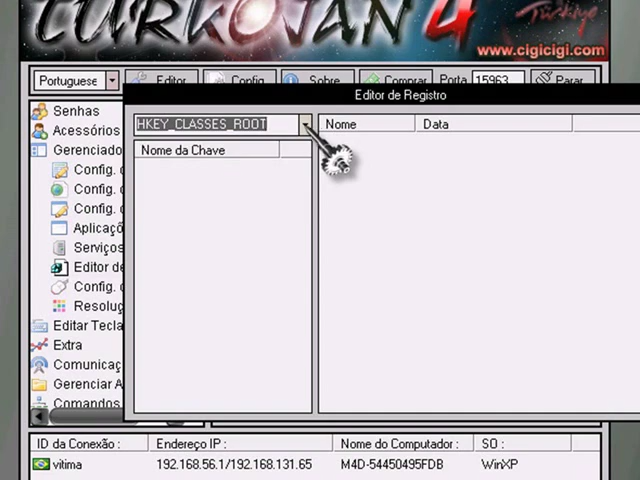 TURKOJAN 4
Türkiye
www.cigicigi.com
Portuguese Editor Config. Sobre Comprar Porta 15963 Parar
Editor de Registro
HKEY_CLASSES_ROOT
Nome Data
Nome da Chave
Senhas
Acessórios
Gerenciado
Config.
Config.
Config.
Aplicaçõ
Serviços
Editor de
Config.
Resoluç
Editar Tecla
Extra
Comunicaç
Gerenciar A
Comandos
ID da Conexão : Endereço IP : Nome do Computador : SO :
vitima 192.168.56.1/192.168.131.65 M4D-54450495FDB WinXP